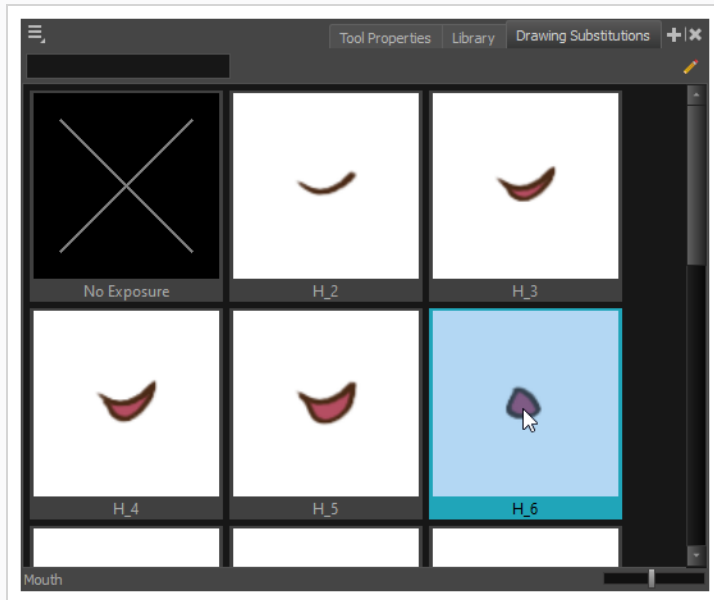 Tool Properties Library Drawing Substitutions
No Exposure H_2 H_3
H_4 H_5 H_6
Mouth